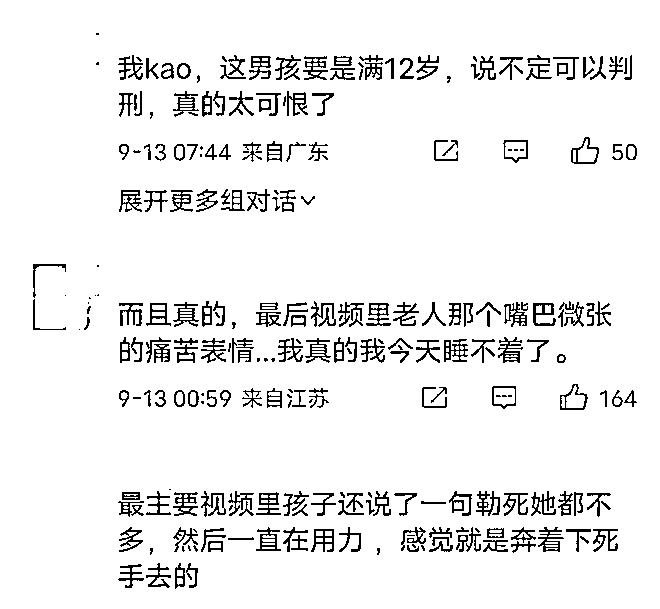 我kao，这男孩要是满12岁，说不定可以判
刑，真的太可恨了
9-13 07:44 来自广东
50
展开更多组对话
而且真的，最后视频里老人那个嘴巴微张
的痛苦表情...我真的我今天睡不着了。
9-13 00:59 来自江苏
164
最主要视频里孩子还说了一句勒死她都不
多，然后一直在用力，感觉就是奔着下死
手去的